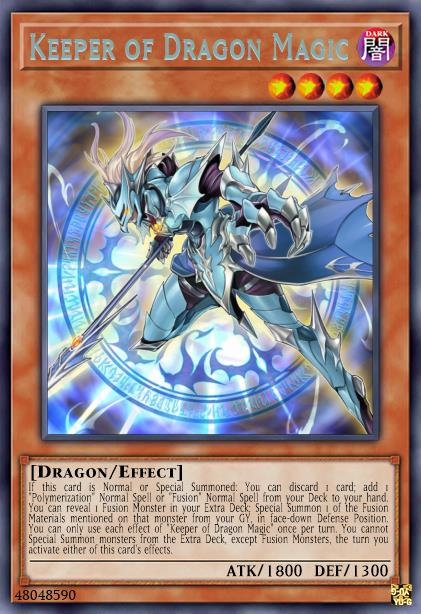 KEEPER OF DRAGON MAGIC
DARK
闇
[DRAGON/EFFECT]
If this card is Normal or Special Summoned: You can discard 1 card; add 1
"Polymerization" Normal Spell or "Fusion" Normal Spell from your Deck to your hand.
You can reveal 1 Fusion Monster in your Extra Deck; Special Summon 1 of the Fusion
Materials mentioned on that monster from your GY, in face-down Defense Position.
You can only use each effect of "Keeper of Dragon Magic" once per turn. You cannot
Special Summon monsters from the Extra Deck, except Fusion Monsters, the turn you
activate either of this card's effects.
ATK/1800 DEF/1300
48048590